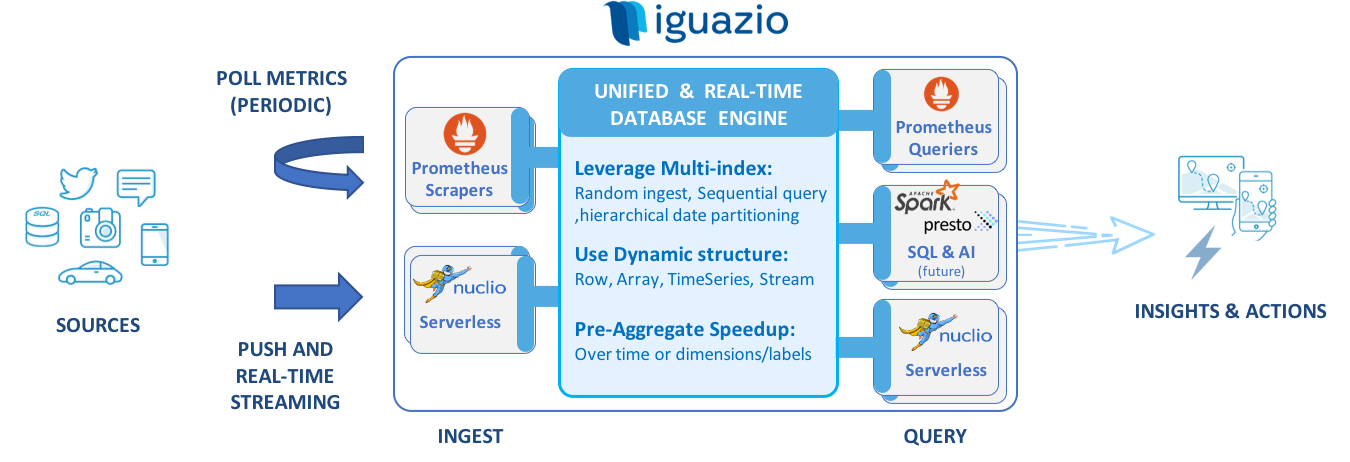 iguazio
POLL METRICS
(PERIODIC)
SQL
SOURCES
PUSH AND
REAL-TIME
STREAMING
Prometheus
Scrapers
nuclio
Serverless
INGEST
UNIFIED & REAL-TIME
DATABASE ENGINE
Leverage Multi-index:
Random ingest, Sequential query
,hierarchical date partitioning
Use Dynamic structure:
Row, Array, TimeSeries, Stream
Pre-Aggregate Speedup:
Over time or dimensions/labels
Prometheus
Queriers
APACHE
Spark
presto
SQL & AI
(future)
nuclio
Serverless
QUERY
INSIGHTS & ACTIONS